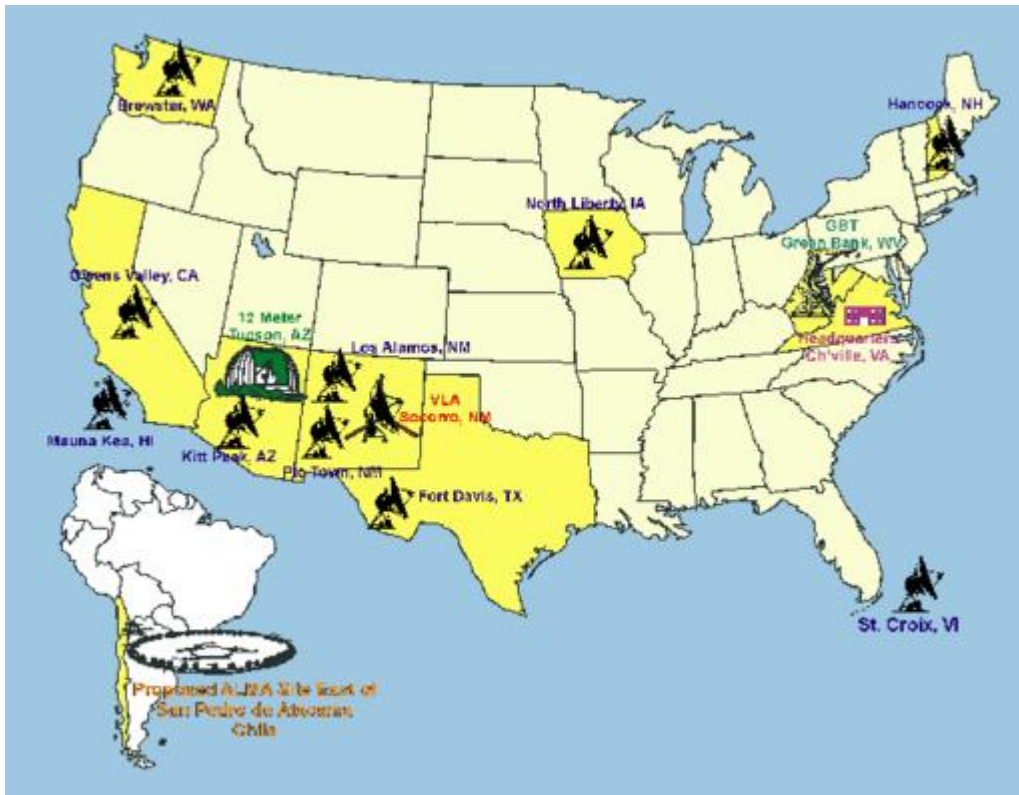 Brewster, WA
Hancock, NH
North Liberty, IA
GBT
Green Bank, WV
Owens Valley, CA
12 Meter
Tucson, AZ
Headquarters
Ch'ville, VA
Los Alamos, NM
VLA
Socorro, NM
Mauna Kea, HI
Kitt Peak, AZ
Pie Town, NM
Fort Davis, TX
St. Croix, VI
Proposed ALMA Site East of
San Pedro de Atacama
Chile